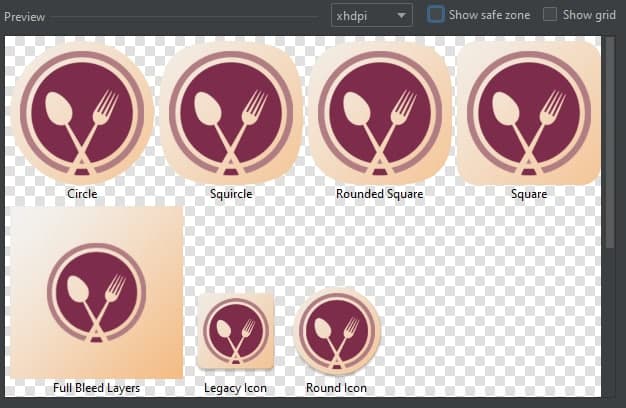 Preview xhdpi Show safe zone Show grid
Circle Squircle Rounded Square Square
Full Bleed Layers Legacy Icon Round Icon